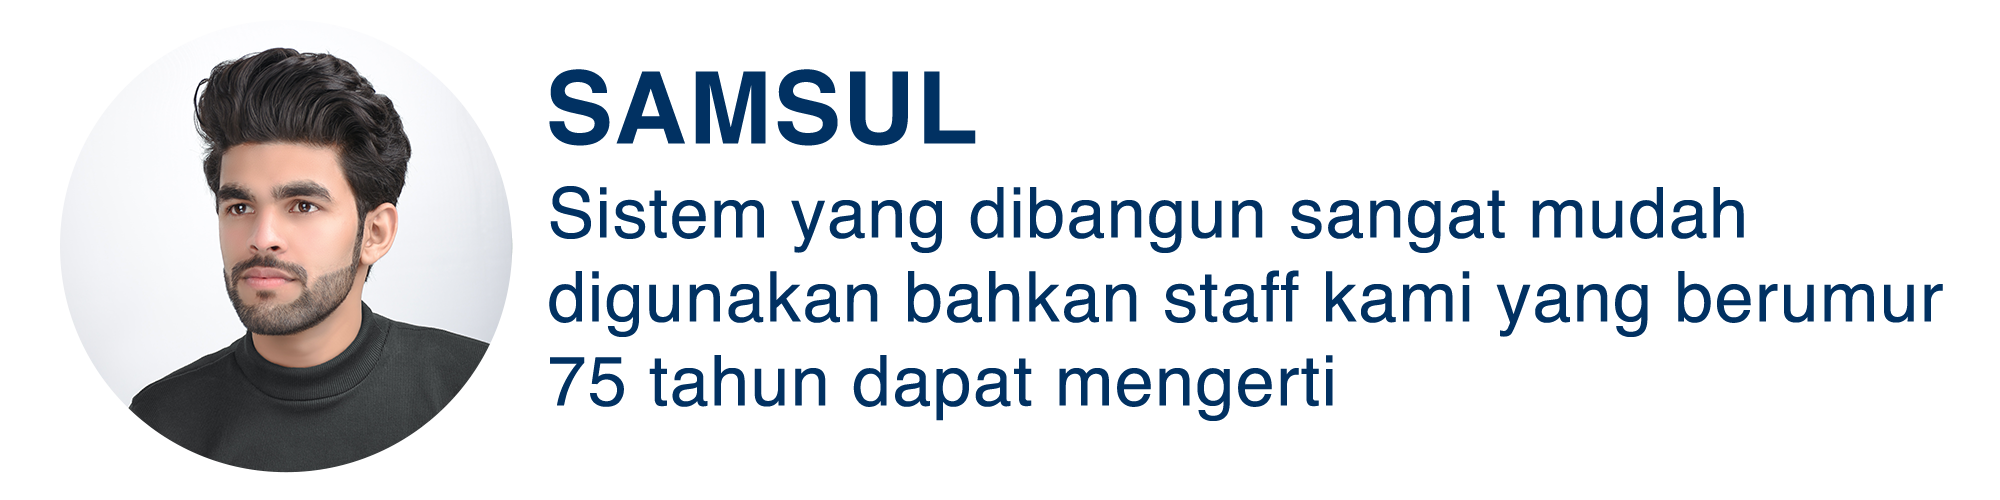 SAMSUL
Sistem yang dibangun sangat mudah
digunakan bahkan staff kami yang berumur
75 tahun dapat mengerti